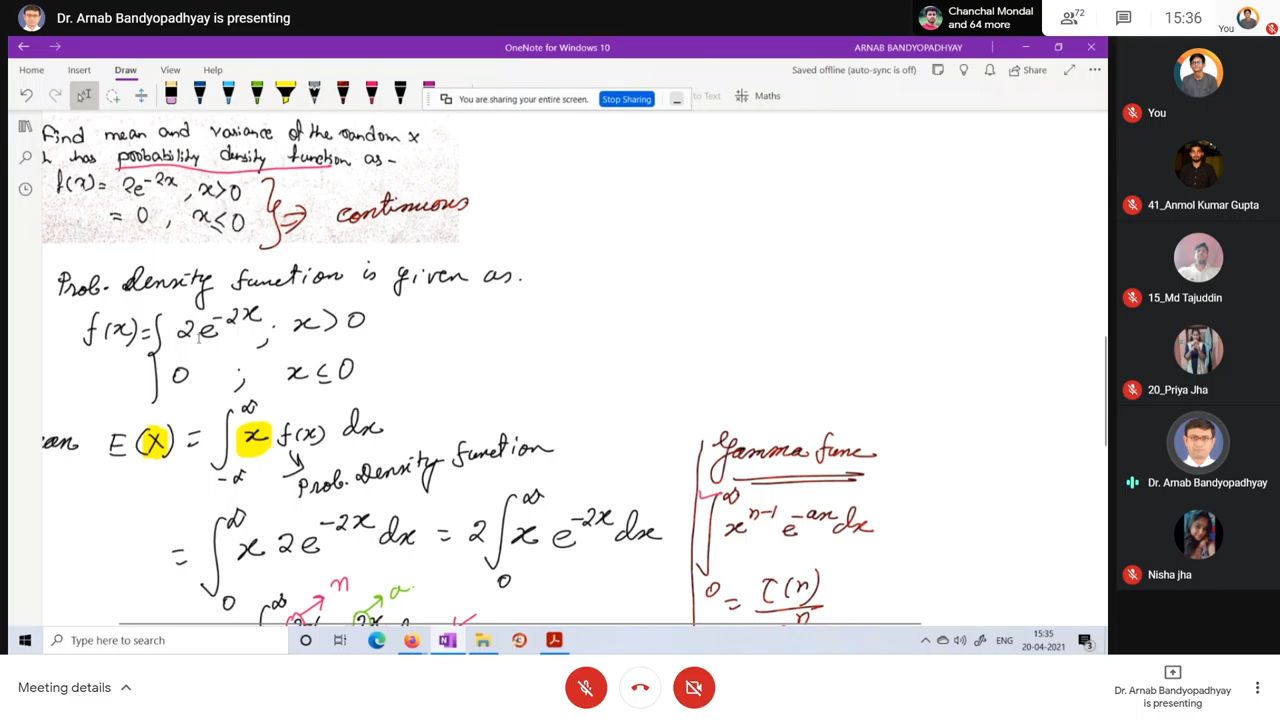 Dr. Arnab Bandyopadhyay is presenting
Chanchal Mondal
and 64 more
72
15:36
You
OneNote for Windows 10
ARNAB BANDYOPADHYAY
Home Insert Draw View Help
Saved offline (auto-sync is off)
Share
You are sharing your entire screen. Stop Sharing
to Text
Maths
Find mean and variance of the random x
has probability density function as-
f(x) = 2e^-2x, x>0
= 0, x≤0
⇒ continuous
Prob. density function is given as.
f(x) = 2e^-2x ; x > 0
0 ; x ≤ 0
E(X) = ∫_-∞^∞ x f(x) dx
Prob. Density function
= ∫_0^∞ x 2e^-2x dx = 2 ∫_0^∞ x e^-2x dx
n
a
Gamma func
∫_0^∞ x^n-1 e^-ax dx
= Γ(n)
n
You
41_Anmol Kumar Gupta
15_Md Tajuddin
20_Priya Jha
Dr. Arnab Bandyopadhyay
Nisha jha
Type here to search
ENG
15:35
20-04-2021
3
Meeting details
Dr. Arnab Bandyopadhyay
is presenting